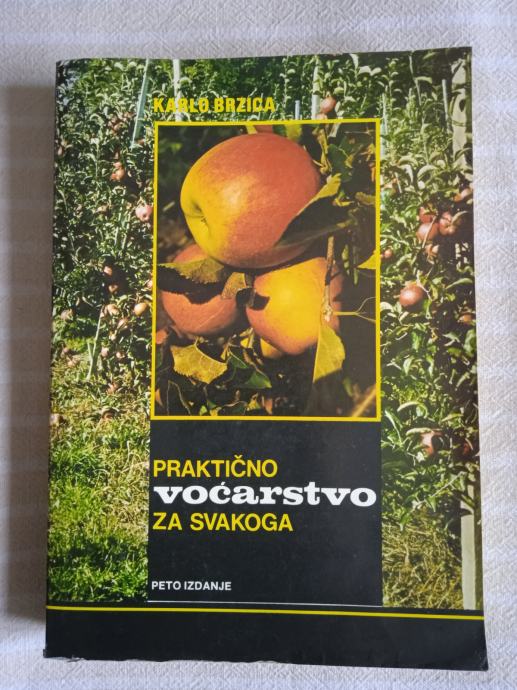 KARLO BRZICA
PRAKTIČNO
voćarstvo
ZA SVAKOGA
PETO IZDANJE